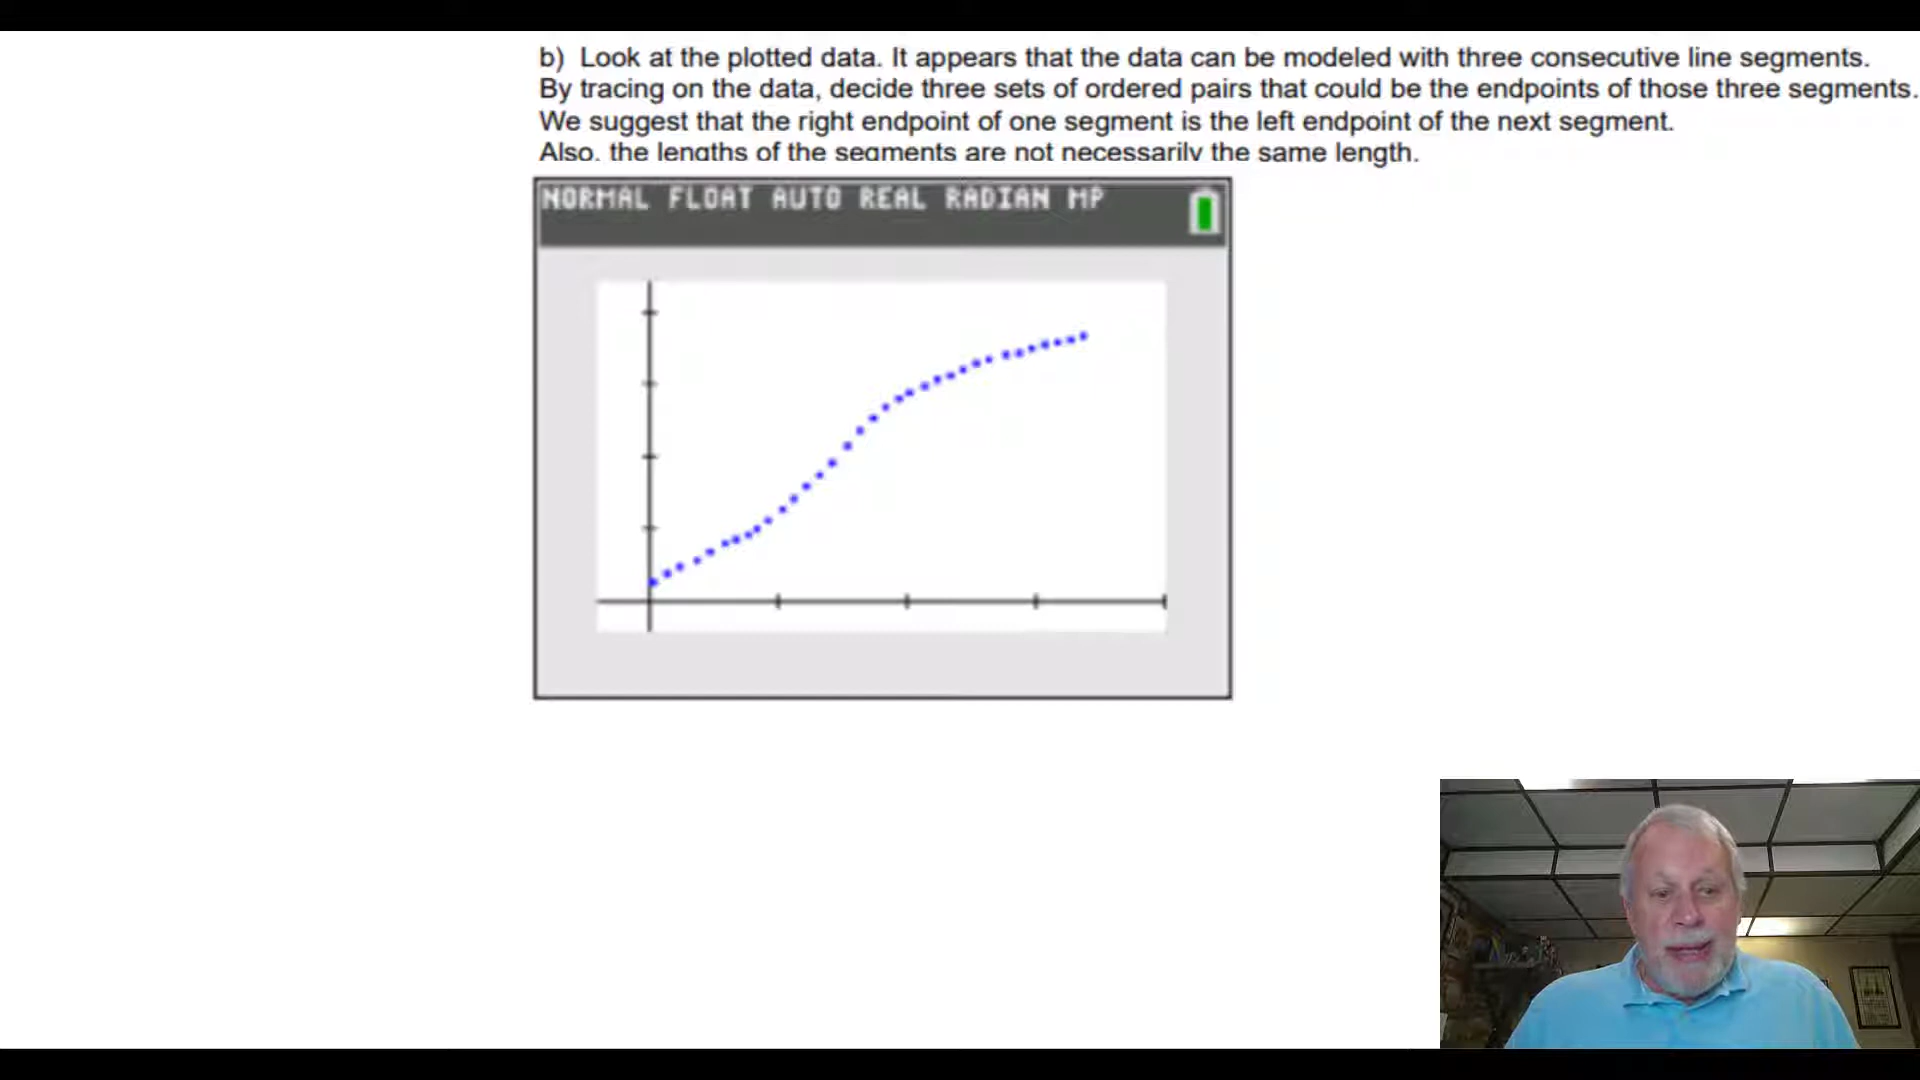 b) Look at the plotted data. It appears that the data can be modeled with three consecutive line segments.
By tracing on the data, decide three sets of ordered pairs that could be the endpoints of those three segments.
We suggest that the right endpoint of one segment is the left endpoint of the next segment.
Also, the lengths of the segments are not necessarily the same length.
NORMAL FLOAT AUTO REAL RADIAN MP